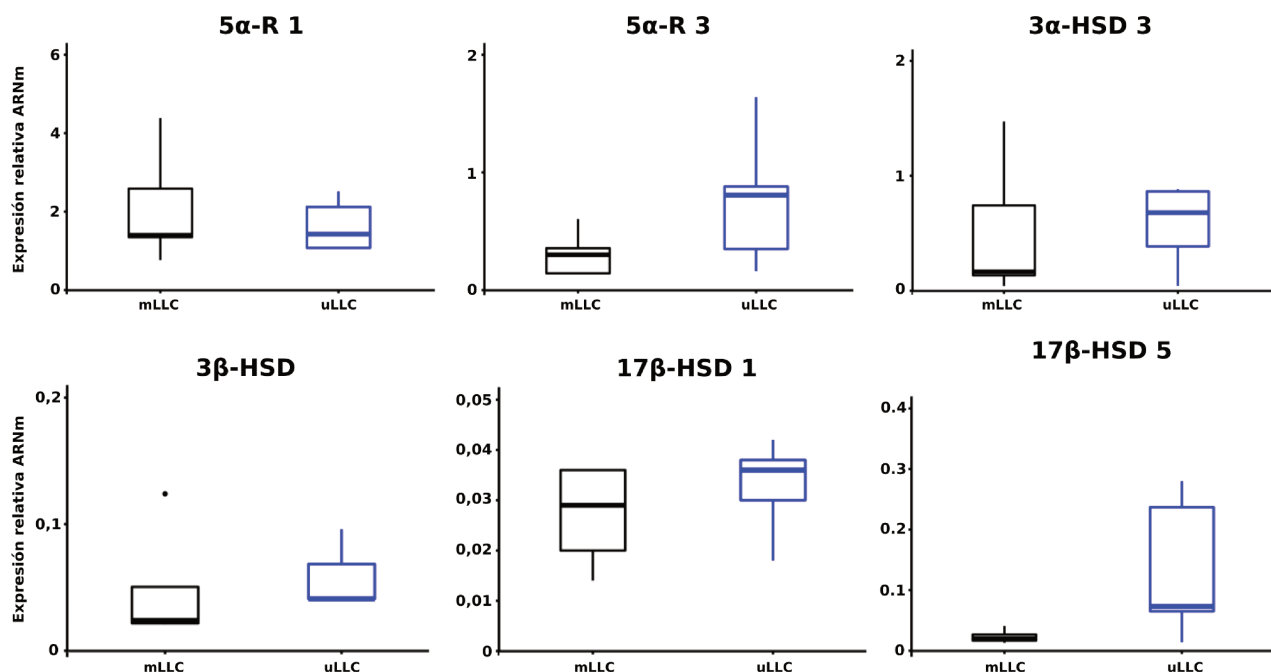 5α-R 1
5α-R 3
3α-HSD 3
Expresión relativa ARNm
6
4
2
0
mLLC
uLLC
2
1
0
mLLC
uLLC
2
1
0
mLLC
uLLC
3β-HSD
17β-HSD 1
17β-HSD 5
Expresión relativa ARNm
0,2
0,1
0
mLLC
uLLC
0,05
0,04
0,03
0,02
0,01
0
mLLC
uLLC
0.4
0.3
0.2
0.1
0
mLLC
uLLC